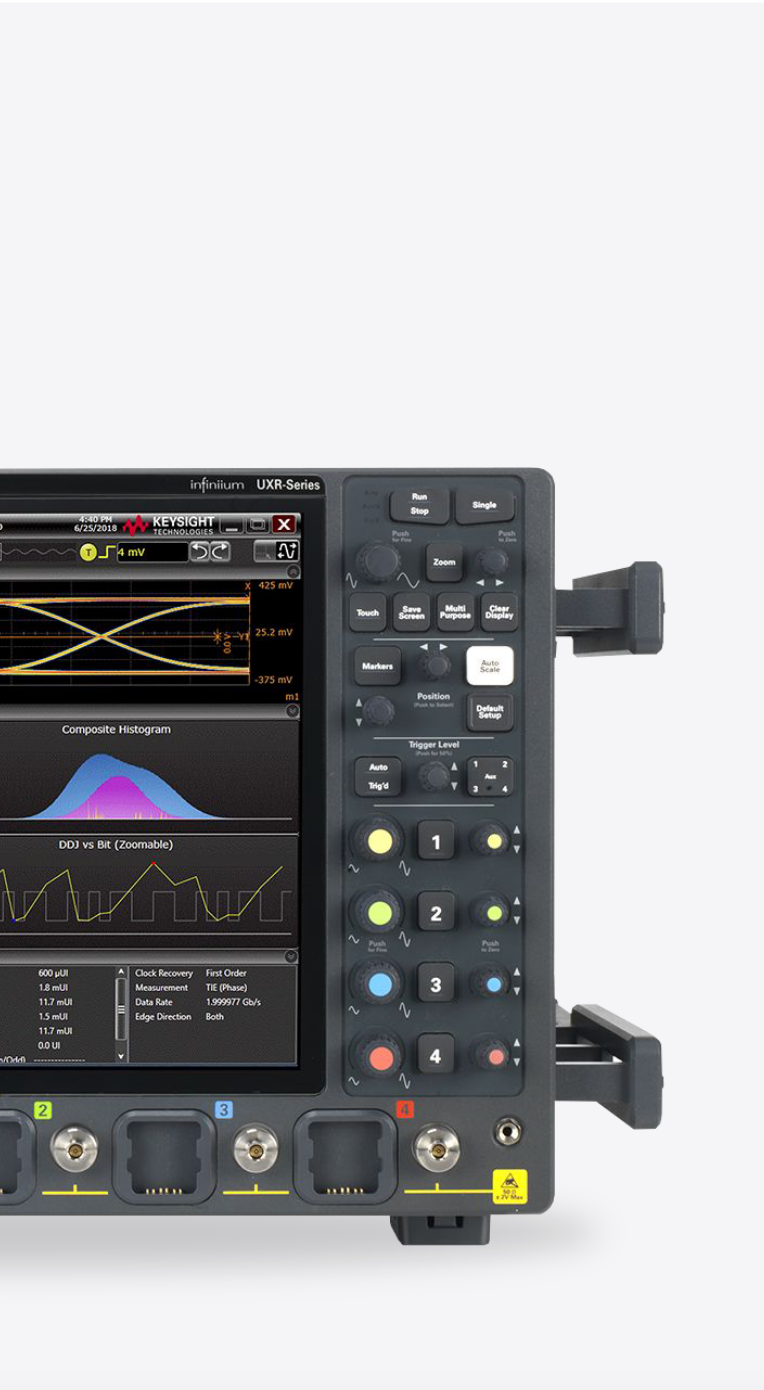 infiniium UXR-Series
4:40 PM
6/25/2018
KEYSIGHT
TECHNOLOGIES
X
T
4 mV
X
425 mV
0.0 V
Y1
25.2 mV
-375 mV
m1
Composite Histogram
DDJ vs Bit (Zoomable)
600 µUI
1.8 mUI
11.7 mUI
1.5 mUI
11.7 mUI
0.0 UI
Clock Recovery First Order
Measurement TIE (Phase)
Data Rate 1.999977 Gb/s
Edge Direction Both
Run
Stop
Single
Push
for Fine
Push
to Zero
Zoom
Touch
Save
Screen
Multi
Purpose
Clear
Display
Markers
Auto
Scale
Position
(Push to Select)
Default
Setup
Trigger Level
(Push for 50%)
Auto
Trig'd
1 2
Aux
3 4
1
2
Push
for Fine
Push
to Zero
3
4
2
3
4
50 Ω
± 2V Max